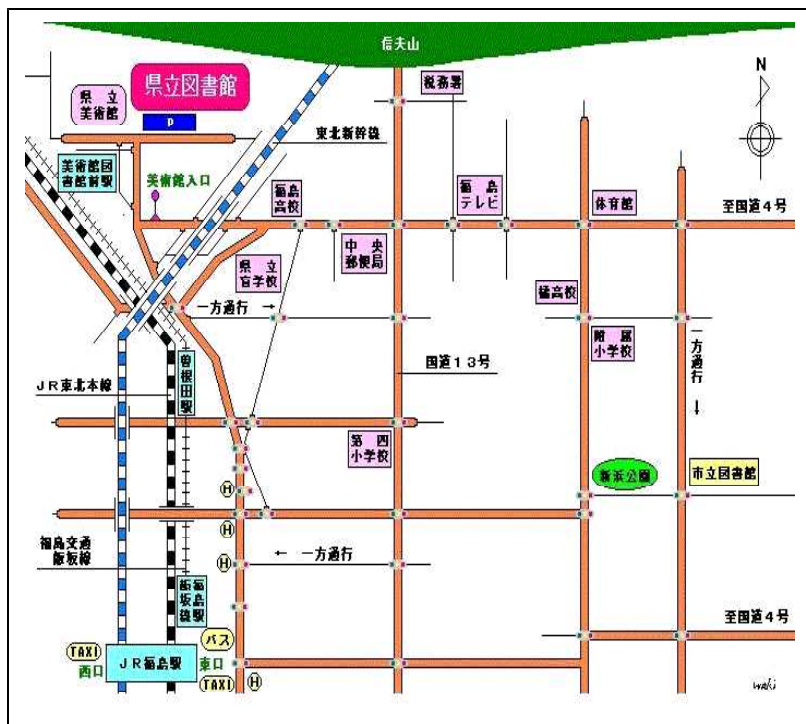 信夫山
県立図書館
県立
美術館
P
税務署
N
東北新幹線
美術館図
書館前駅
美術館入口
福島
高校
福島
テレビ
体育館
至国道4号
中央
郵便局
県立
盲学校
橘高校
一方通行 →
附属
小学校
一方通行 →
国道13号
曽根田駅
JR東北本線
第四
小学校
新浜公園
市立図書館
H
H
福島交通
飯坂線
H
← 一方通行
福島駅
飯坂線
バス
至国道4号
TAXI
JR福島駅
西口
東口
TAXI
H
waki